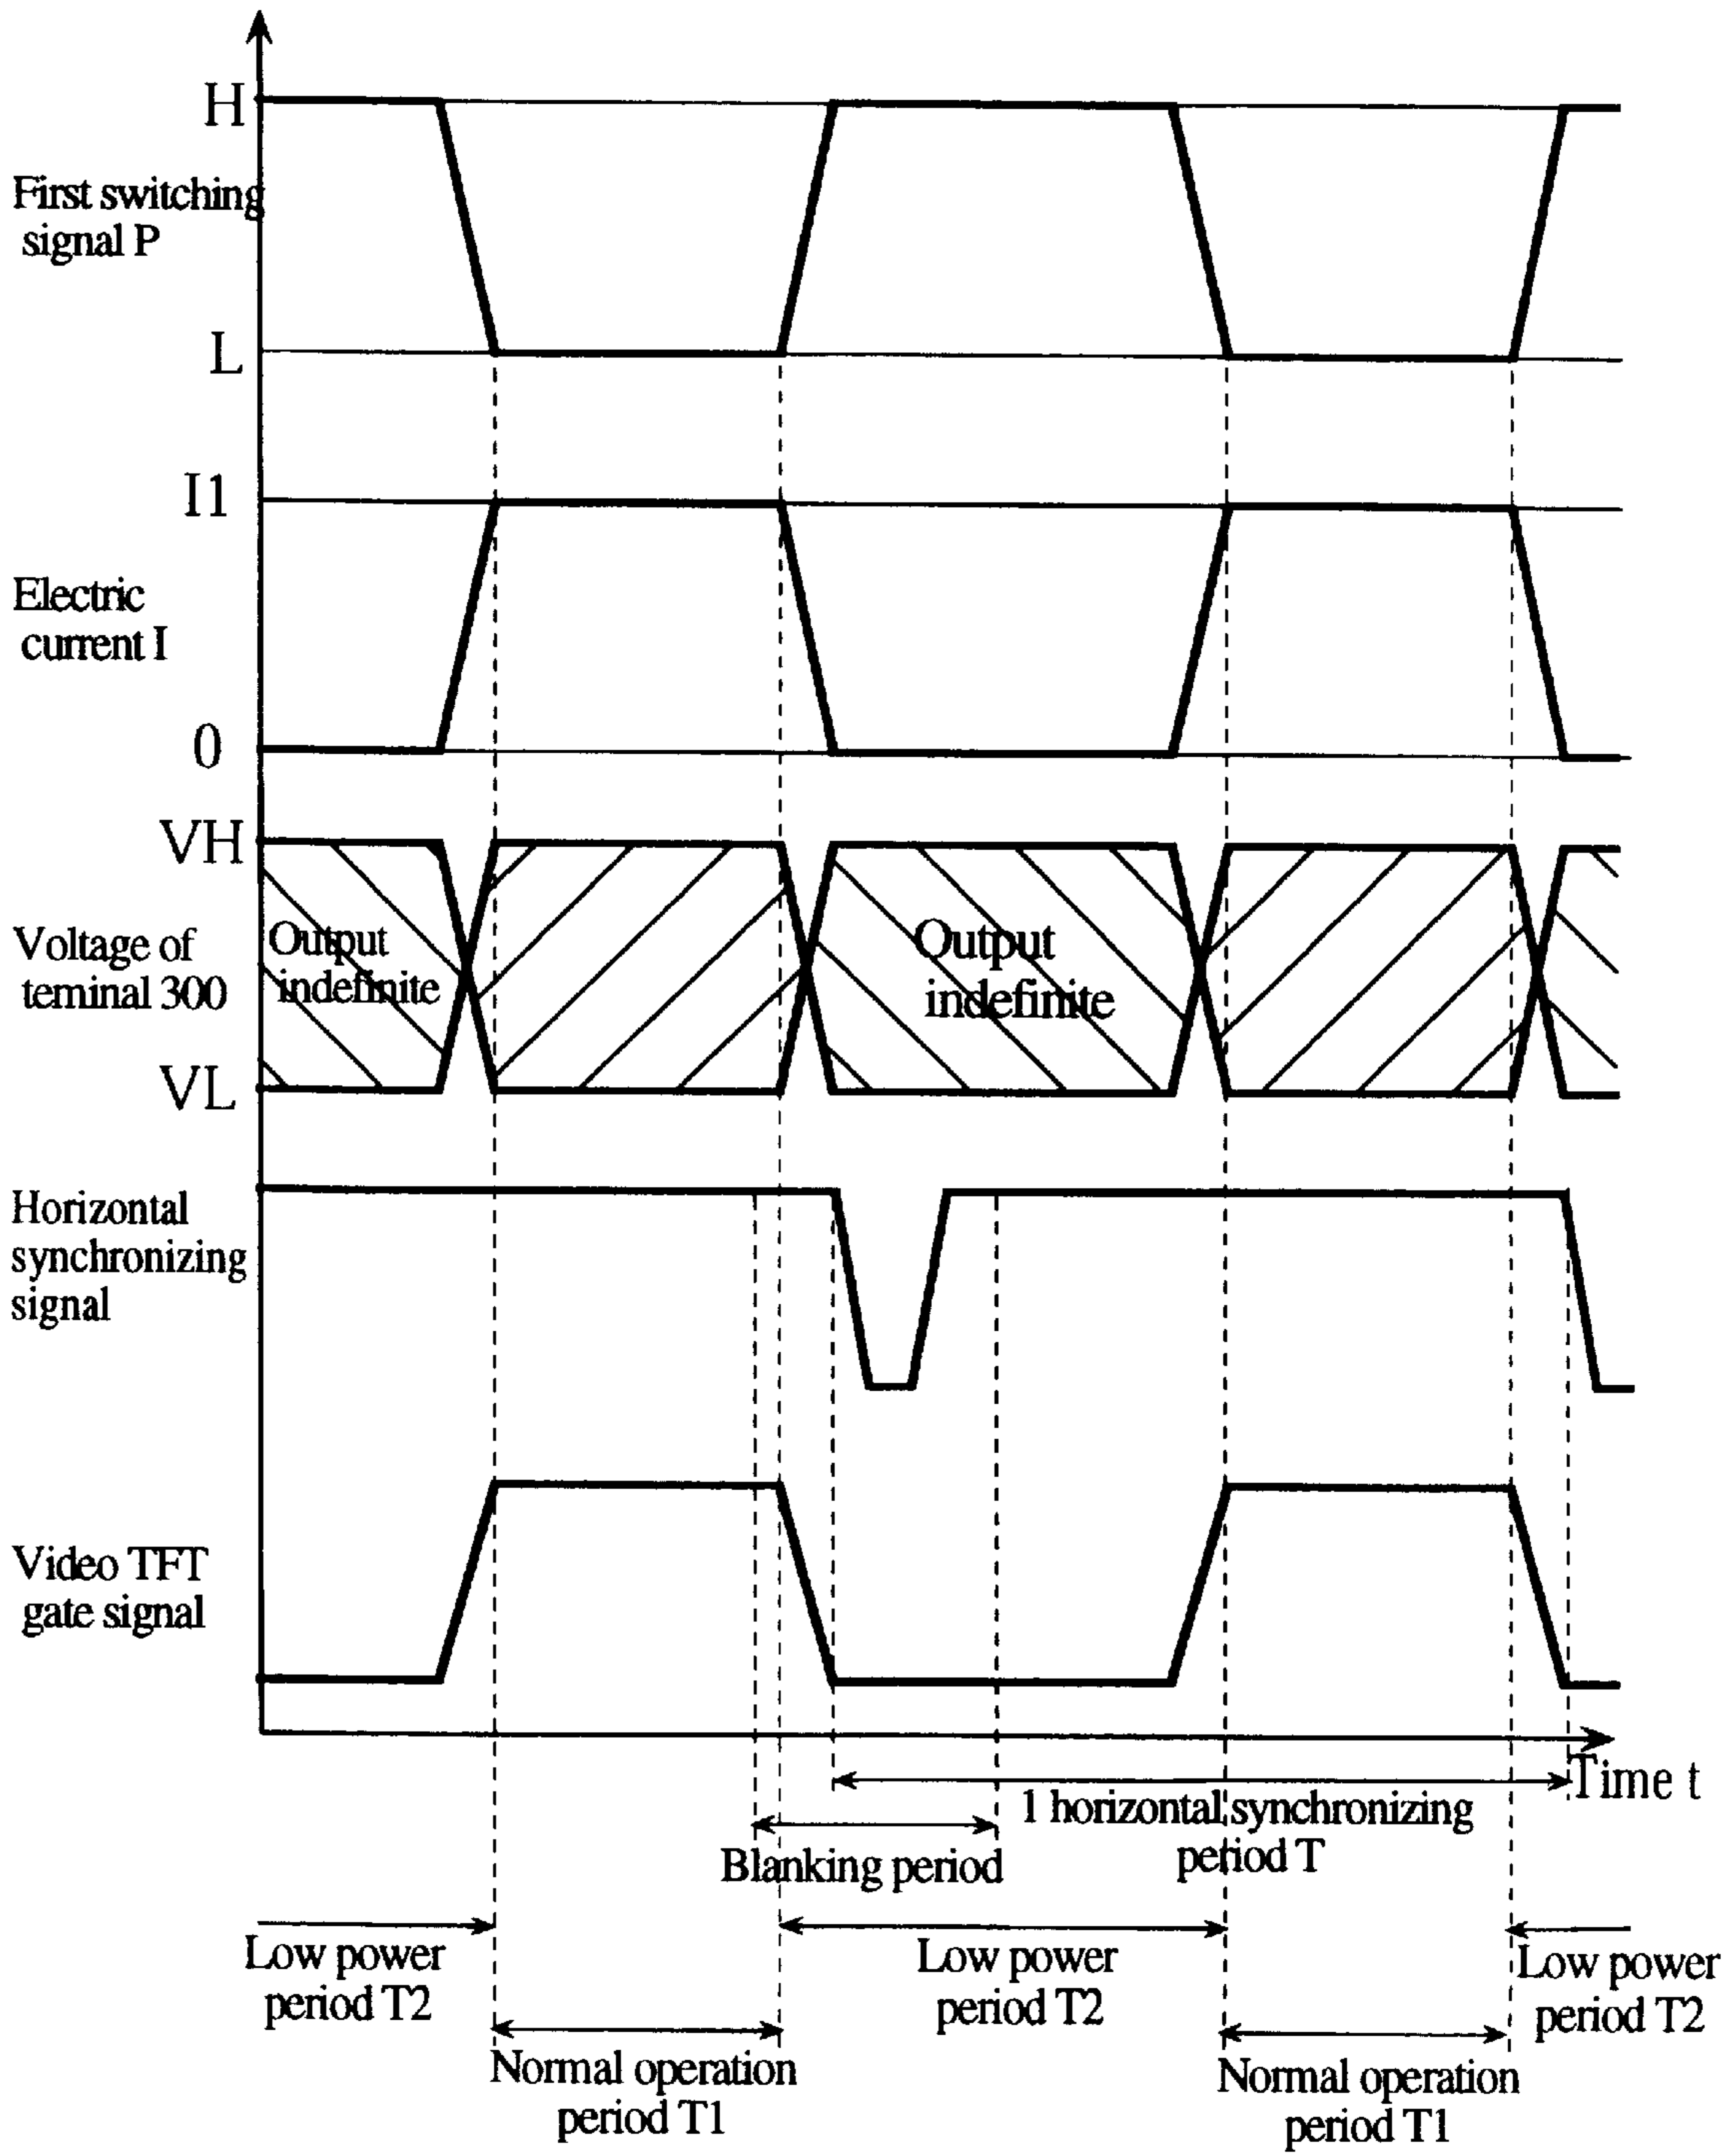 H
First switching
signal P
L
I1
Electric
current I
0
VH
Voltage of
teminal 300
Output
indefinite
Output
indefinite
VL
Horizontal
synchronizing
signal
Video TFT
gate signal
Time t
1 horizontal synchronizing
period T
Blanking period
Low power
period T2
Low power
period T2
Low power
period T2
Normal operation
period T1
Normal operation
period T1